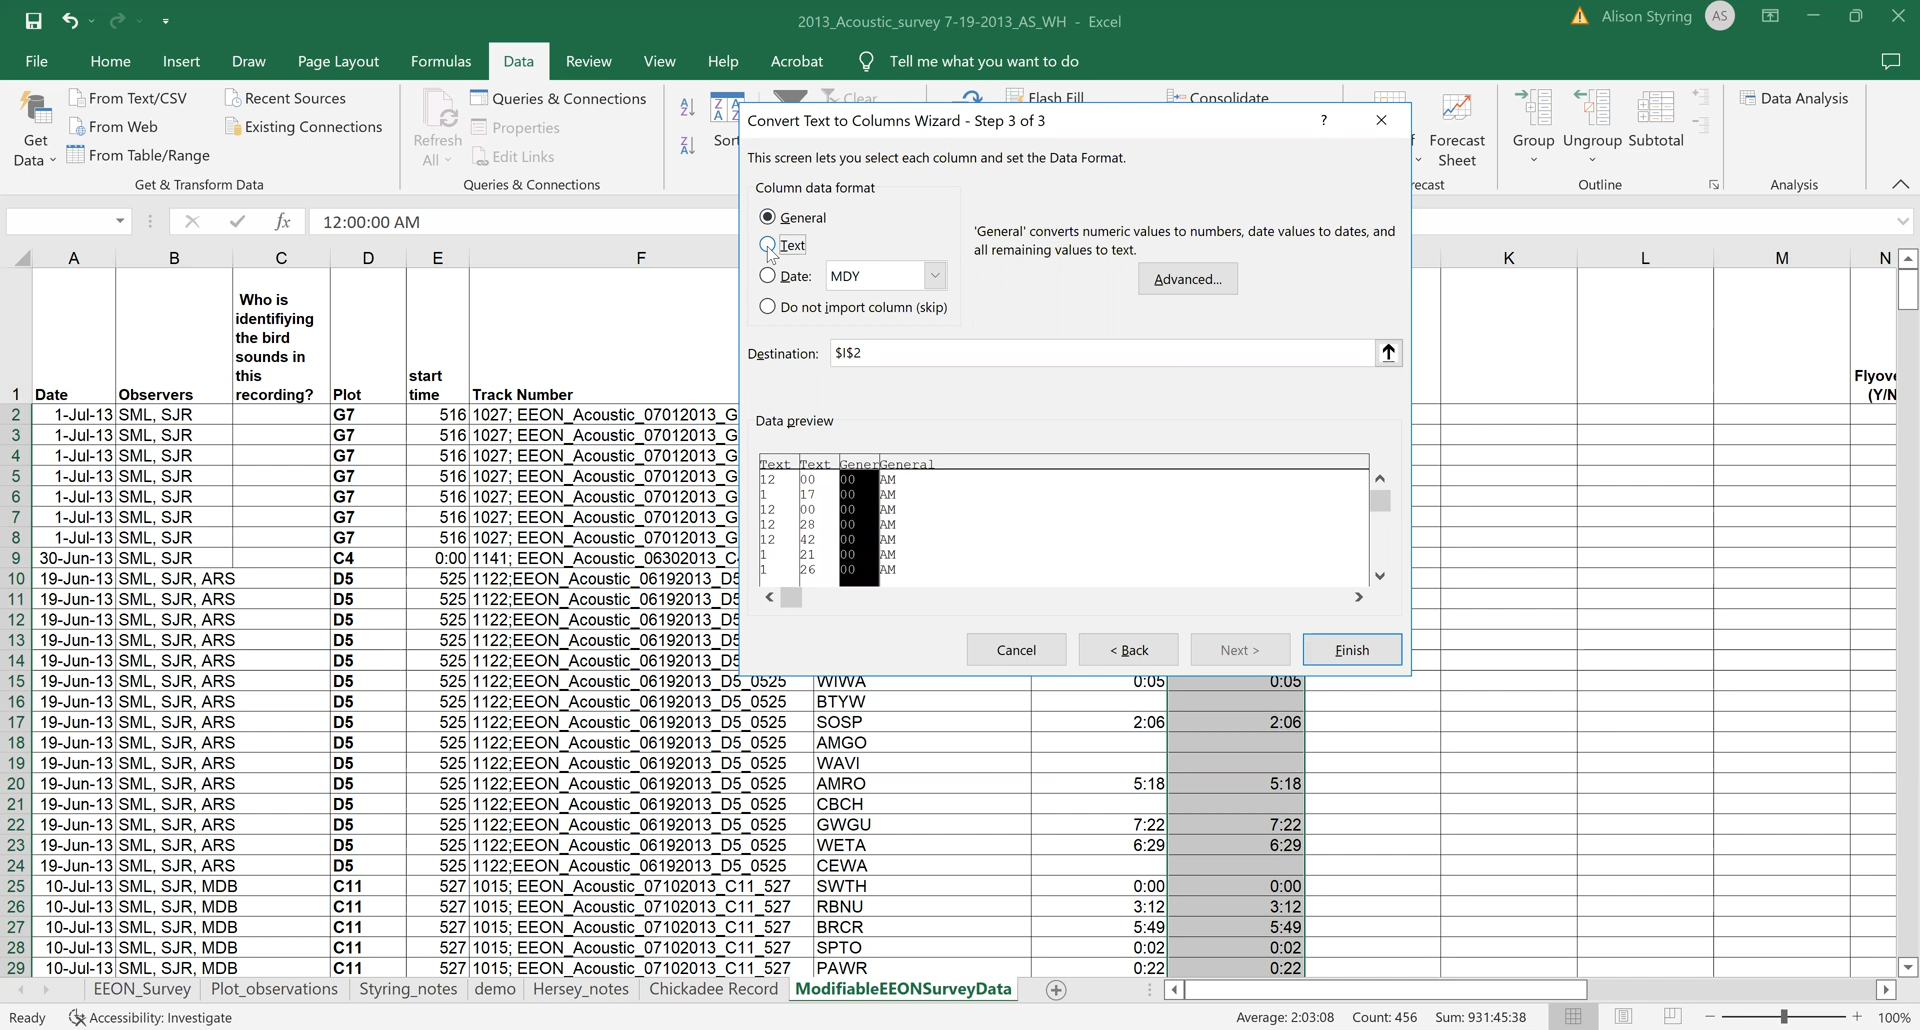 2013_Acoustic_survey 7-19-2013_AS_WH - Excel
Alison Styring AS
File Home Insert Draw Page Layout Formulas Data Review View Help Acrobat Tell me what you want to do
Get Data
From Text/CSV
From Web
From Table/Range
Recent Sources
Existing Connections
Get & Transform Data
Refresh All
Queries & Connections
Properties
Edit Links
Queries & Connections
Clear
Flash Fill
Consolidate
Forecast Sheet
Group Ungroup Subtotal
Outline
Data Analysis
Analysis
fx 12:00:00 AM
Convert Text to Columns Wizard - Step 3 of 3 ?
This screen lets you select each column and set the Data Format.
Column data format
General
Text
Date: MDY
Do not import column (skip)
'General' converts numeric values to numbers, date values to dates, and
all remaining values to text.
Advanced...
Destination: $I$2
Data preview
Text Text Gener General
12 00 00 AM
1 17 00 AM
12 00 00 AM
12 28 00 AM
12 42 00 AM
1 21 00 AM
1 26 00 AM
Cancel < Back Next > Finish
A B C D E F K L M N
1 Date Observers Who is identifiying the bird sounds in this recording? Plot start time Track Number
2 1-Jul-13 SML, SJR G7 516 1027; EEON_Acoustic_07012013_G
3 1-Jul-13 SML, SJR G7 516 1027; EEON_Acoustic_07012013_G
4 1-Jul-13 SML, SJR G7 516 1027; EEON_Acoustic_07012013_G
5 1-Jul-13 SML, SJR G7 516 1027; EEON_Acoustic_07012013_G
6 1-Jul-13 SML, SJR G7 516 1027; EEON_Acoustic_07012013_G
7 1-Jul-13 SML, SJR G7 516 1027; EEON_Acoustic_07012013_G
8 1-Jul-13 SML, SJR G7 516 1027; EEON_Acoustic_07012013_G
9 30-Jun-13 SML, SJR C4 0:00 1141; EEON_Acoustic_06302013_C
10 19-Jun-13 SML, SJR, ARS D5 525 1122;EEON_Acoustic_06192013_D5
11 19-Jun-13 SML, SJR, ARS D5 525 1122;EEON_Acoustic_06192013_D5
12 19-Jun-13 SML, SJR, ARS D5 525 1122;EEON_Acoustic_06192013_D5
13 19-Jun-13 SML, SJR, ARS D5 525 1122;EEON_Acoustic_06192013_D5
14 19-Jun-13 SML, SJR, ARS D5 525 1122;EEON_Acoustic_06192013_D5
15 19-Jun-13 SML, SJR, ARS D5 525 1122;EEON_Acoustic_06192013_D5_0525 WIWA 0:05 0:05
16 19-Jun-13 SML, SJR, ARS D5 525 1122;EEON_Acoustic_06192013_D5_0525 BTYW
17 19-Jun-13 SML, SJR, ARS D5 525 1122;EEON_Acoustic_06192013_D5_0525 SOSP 2:06 2:06
18 19-Jun-13 SML, SJR, ARS D5 525 1122;EEON_Acoustic_06192013_D5_0525 AMGO
19 19-Jun-13 SML, SJR, ARS D5 525 1122;EEON_Acoustic_06192013_D5_0525 WAVI
20 19-Jun-13 SML, SJR, ARS D5 525 1122;EEON_Acoustic_06192013_D5_0525 AMRO 5:18 5:18
21 19-Jun-13 SML, SJR, ARS D5 525 1122;EEON_Acoustic_06192013_D5_0525 CBCH
22 19-Jun-13 SML, SJR, ARS D5 525 1122;EEON_Acoustic_06192013_D5_0525 GWGU 7:22 7:22
23 19-Jun-13 SML, SJR, ARS D5 525 1122;EEON_Acoustic_06192013_D5_0525 WETA 6:29 6:29
24 19-Jun-13 SML, SJR, ARS D5 525 1122;EEON_Acoustic_06192013_D5_0525 CEWA
25 10-Jul-13 SML, SJR, MDB C11 527 1015; EEON_Acoustic_07102013_C11_527 SWTH 0:00 0:00
26 10-Jul-13 SML, SJR, MDB C11 527 1015; EEON_Acoustic_07102013_C11_527 RBNU 3:12 3:12
27 10-Jul-13 SML, SJR, MDB C11 527 1015; EEON_Acoustic_07102013_C11_527 BRCR 5:49 5:49
28 10-Jul-13 SML, SJR, MDB C11 527 1015; EEON_Acoustic_07102013_C11_527 SPTO 0:02 0:02
29 10-Jul-13 SML, SJR, MDB C11 527 1015; EEON_Acoustic_07102013_C11_527 PAWR 0:22 0:22
EEON_Survey Plot_observations Styring_notes demo Hersey_notes Chickadee Record ModifiableEEONSurveyData
Ready Accessibility: Investigate Average: 2:03:08 Count: 456 Sum: 931:45:38 100%